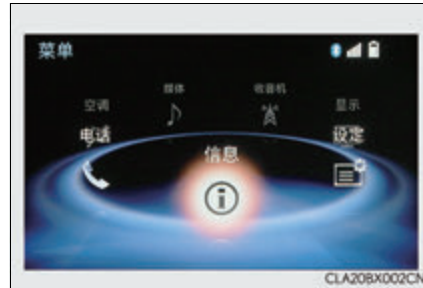 菜单
媒体 收音机
空调 显示
电话 设定
信息
CLA20BX002CN